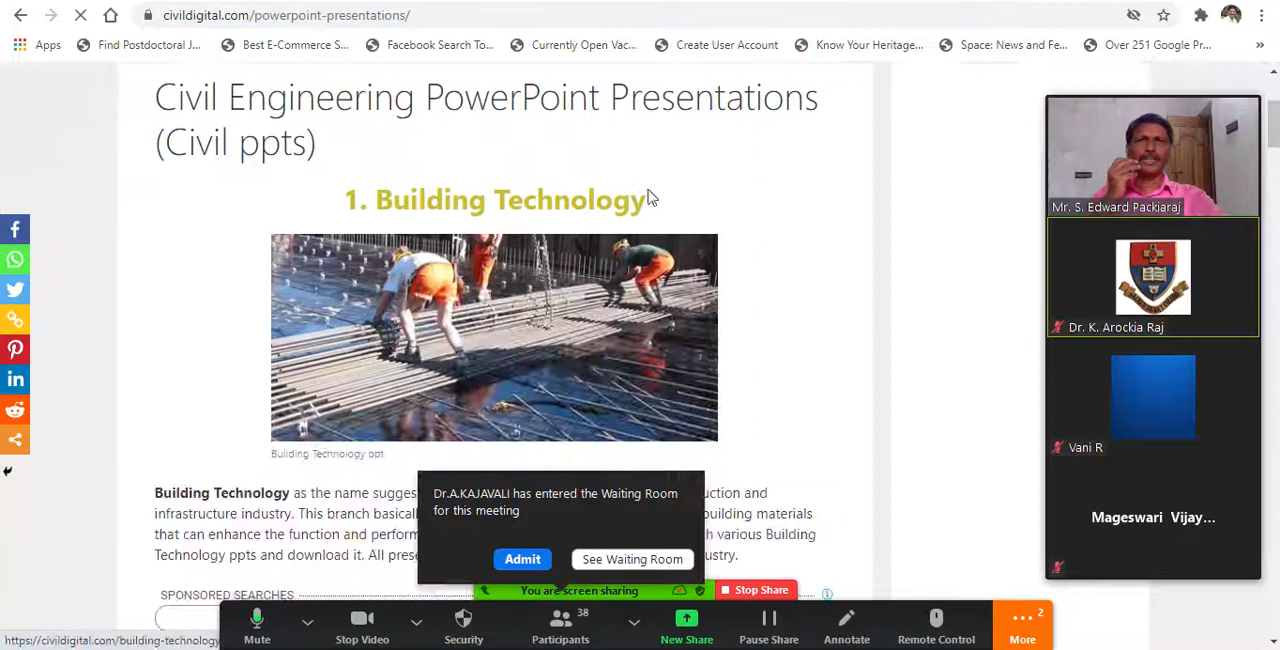 civildigital.com/powerpoint-presentations/
Apps
Find Postdoctoral J...
Best E-Commerce S...
Facebook Search To...
Currently Open Vac...
Create User Account
Know Your Heritage...
Space: News and Fe...
Over 251 Google Pr...
Civil Engineering PowerPoint Presentations
(Civil ppts)
1. Building Technology
Building Technology ppt
Building Technology as the name sugges
uction and
infrastructure industry. This branch basicall
building materials
that can enhance the function and perform
h various Building
Technology ppts and download it. All prese
ustry.
SPONSORED SEARCHES
Dr.A.KAJAVALI has entered the Waiting Room
for this meeting
Admit
See Waiting Room
You are screen sharing
Stop Share
Mute
Stop Video
Security
38
Participants
New Share
Pause Share
Annotate
Remote Control
2
More
https://civildigital.com/building-technology
Mr. S. Edward Packiaraj
Dr. K. Arockia Raj
Vani R
Mageswari Vijay...